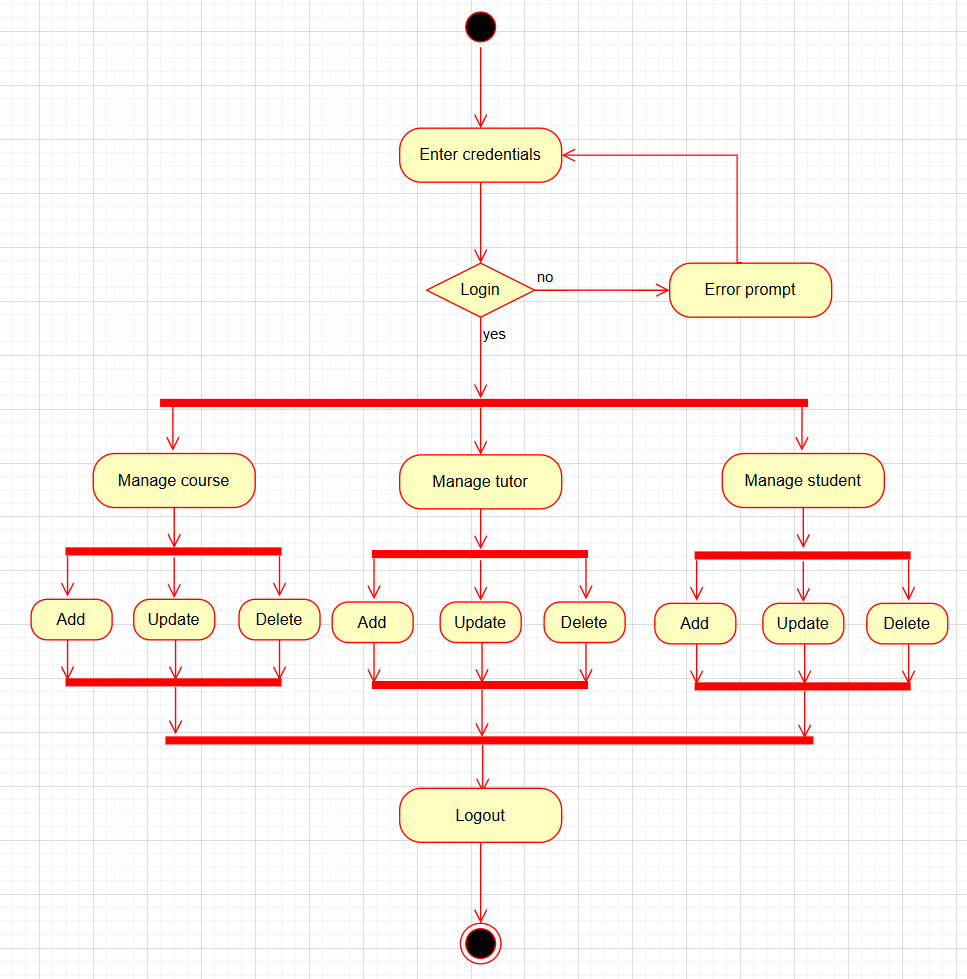 Enter credentials
Login
no
Error prompt
yes
Manage course
Manage tutor
Manage student
Add
Update
Delete
Add
Update
Delete
Add
Update
Delete
Logout